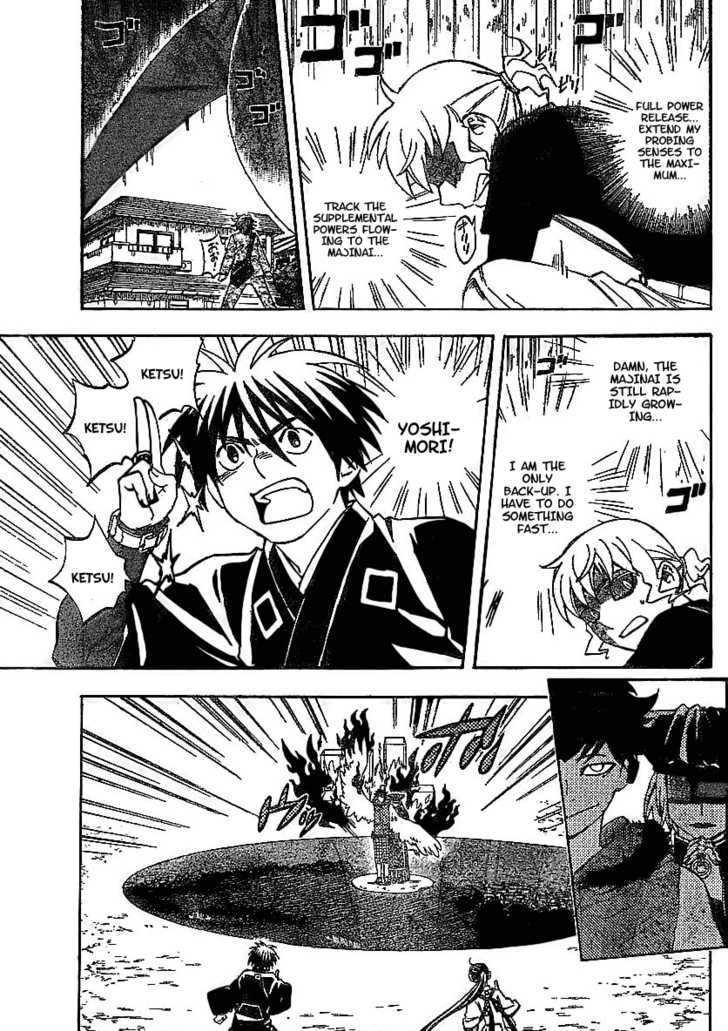 ゴ
ゴ
ゴ
FULL POWER
RELEASE...
EXTEND MY
PROBING
SENSES TO
THE MAXI-
MUM...
TRACK THE
SUPPLEMENTAL
POWERS FLOW-
ING TO THE
MAJINAI...
ゴ
ゴ
ゴ
ゴ
DAMN, THE
MAJINAI IS
STILL RAP-
IDLY GROW-
ING...
I AM THE
ONLY
BACK-UP. I
HAVE TO DO
SOMETHING
FAST...
ゴ
YOSHI-
MORI!
KETSU!
KETSU!
KETSU!